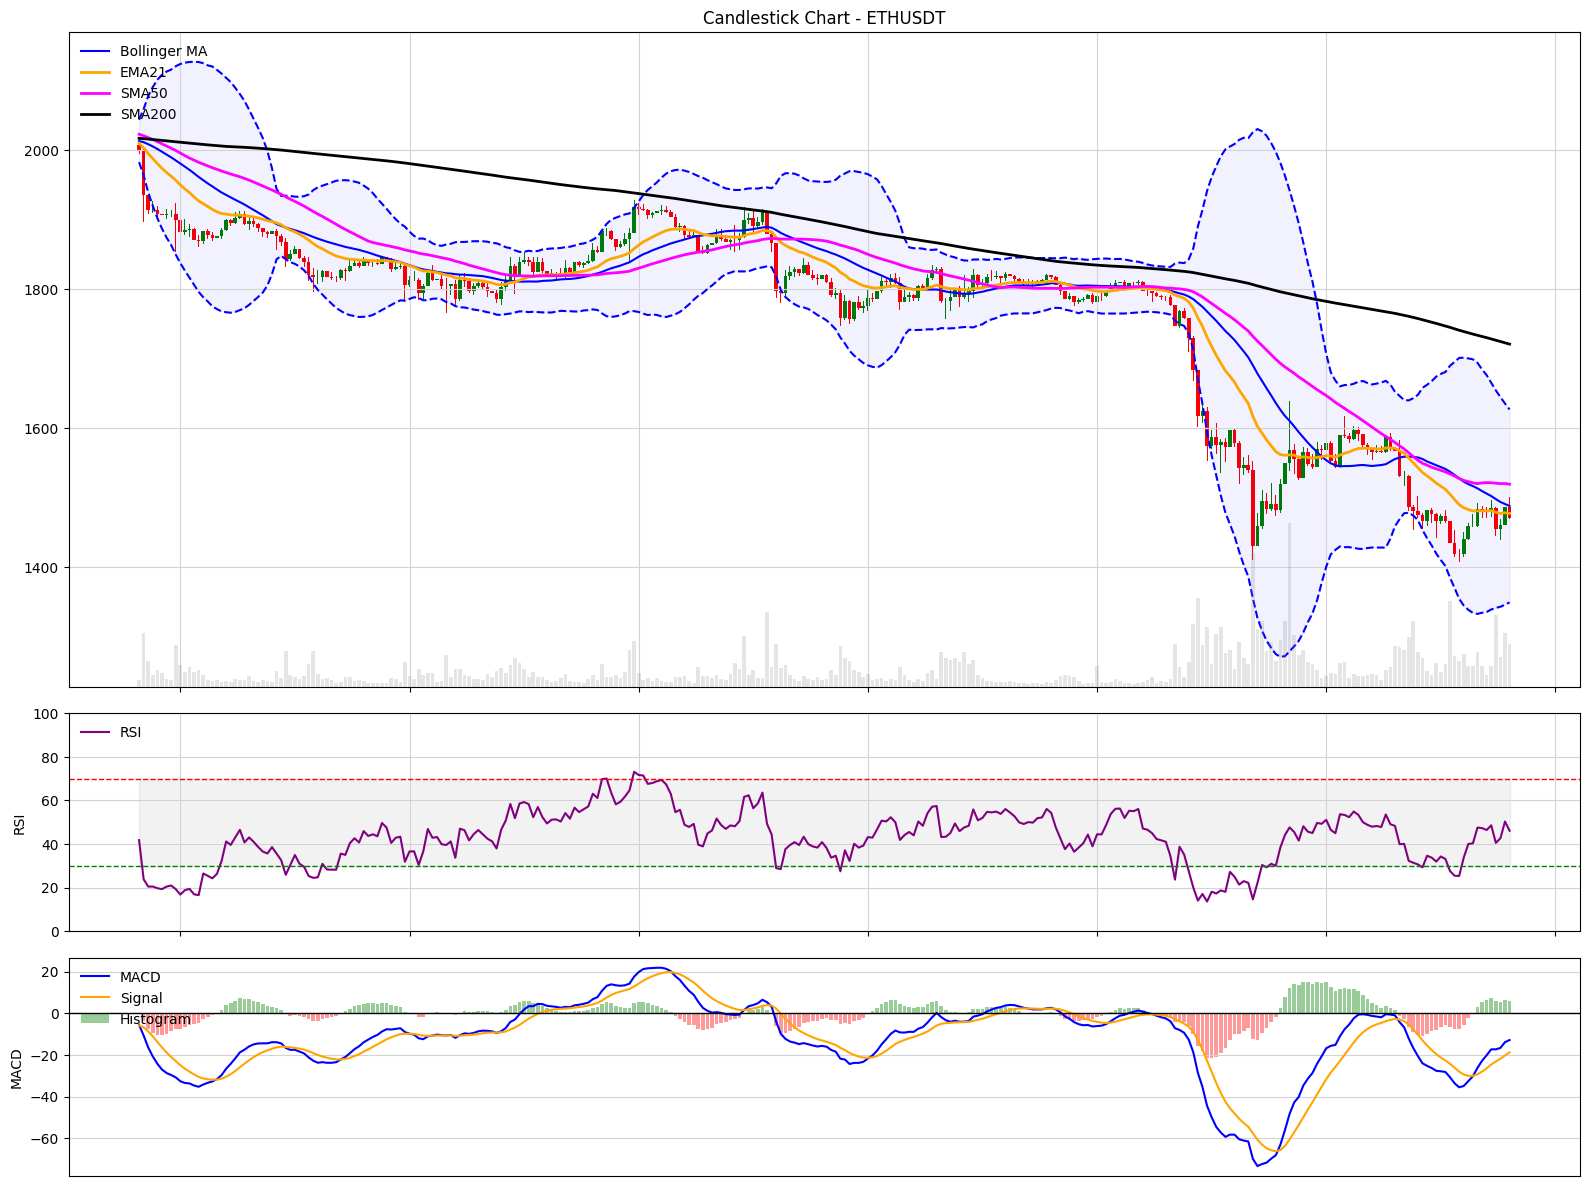 Candlestick Chart - ETHUSDT
Bollinger MA
EMA21
SMA50
SMA200
2000
1800
1600
1400
RSI
100
80
60
40
20
0
RSI
MACD
Signal
Histogram
20
0
−20
−40
−60
MACD